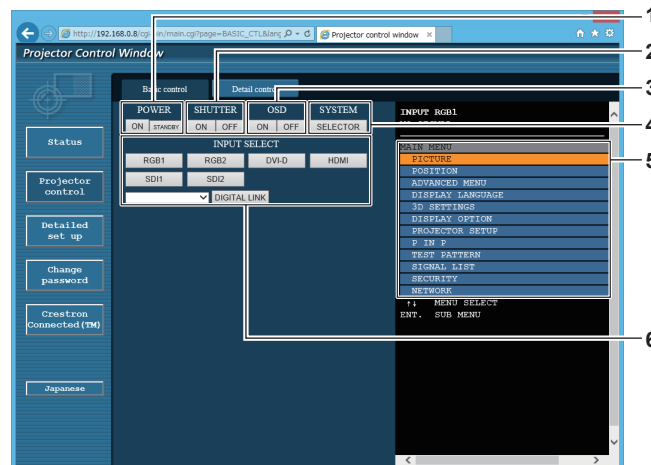 http://192.168.0.8/cgi-bin/main.cgi?page=BASIC_CTL&lang
Projector control window
Projector Control Window
Basic control
Detail control
1
2
3
4
5
6
POWER
SHUTTER
OSD
SYSTEM
ON
STANDBY
ON
OFF
ON
OFF
SELECTOR
INPUT SELECT
RGB1
RGB2
DVI-D
HDMI
SDI1
SDI2
DIGITAL LINK
Status
Projector
control
Detailed
set up
Change
password
Crestron
Connected(TM)
Japanese
INPUT RGB1
MAIN MENU
PICTURE
POSITION
ADVANCED MENU
DISPLAY LANGUAGE
3D SETTINGS
DISPLAY OPTION
PROJECTOR SETUP
P IN P
TEST PATTERN
SIGNAL LIST
SECURITY
NETWORK
↑↓ MENU SELECT
ENT. SUB MENU